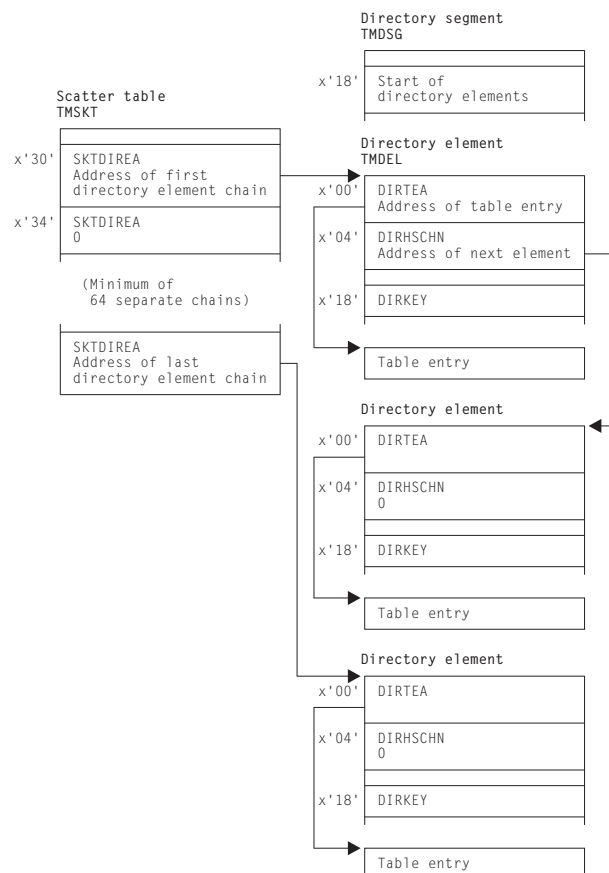 Directory segment
TMDSG
x'18'
Start of
directory elements
Scatter table
TMSKT
x'30'
SKTDIREA
Address of first
directory element chain
x'34'
SKTDIREA
0
(Minimum of
64 separate chains)
SKTDIREA
Address of last
directory element chain
Directory element
TMDEL
x'00'
DIRTEA
Address of table entry
x'04'
DIRHSCHN
Address of next element
x'18'
DIRKEY
Table entry
Directory element
x'00'
DIRTEA
x'04'
DIRHSCHN
0
x'18'
DIRKEY
Table entry
Directory element
x'00'
DIRTEA
x'04'
DIRHSCHN
0
x'18'
DIRKEY
Table entry